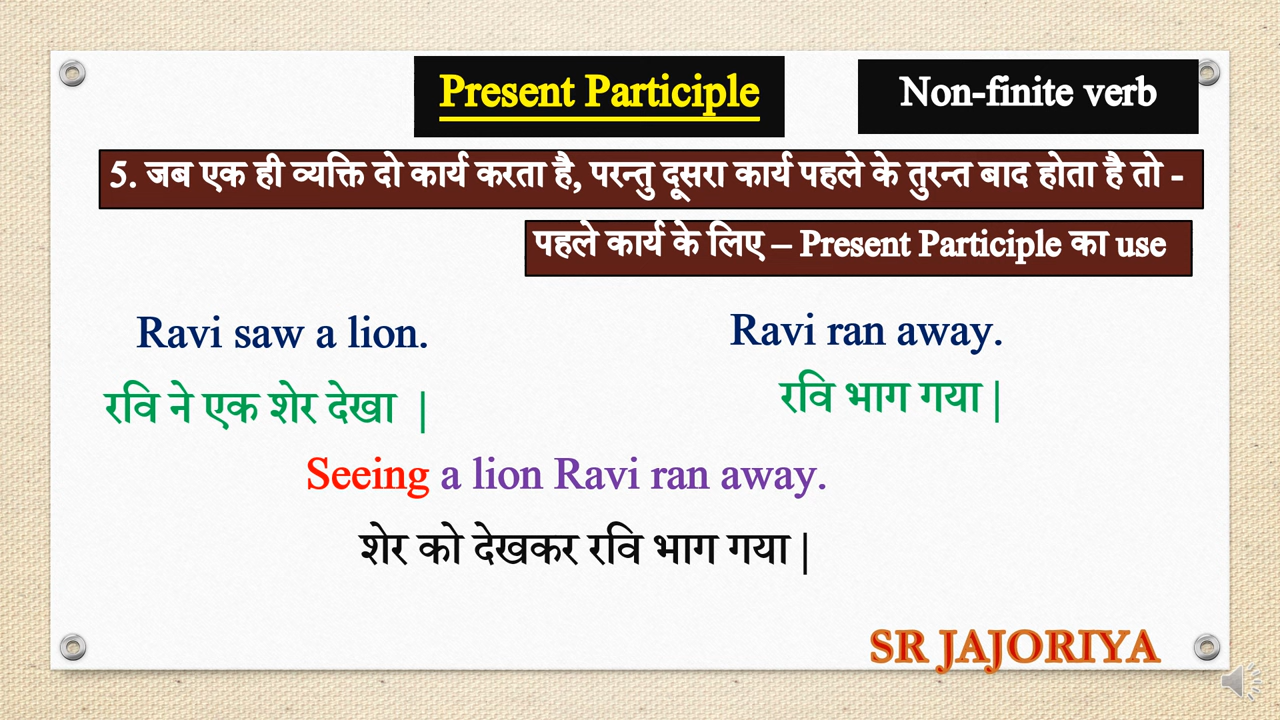 Present Participle
Non-finite verb
5. जब एक ही व्यक्ति दो कार्य करता है, परन्तु दूसरा कार्य पहले के तुरन्त बाद होता है तो -
पहले कार्य के लिए – Present Participle का use
Ravi saw a lion.
Ravi ran away.
रवि ने एक शेर देखा |
रवि भाग गया |
Seeing a lion Ravi ran away.
शेर को देखकर रवि भाग गया |
SR JAJORIYA